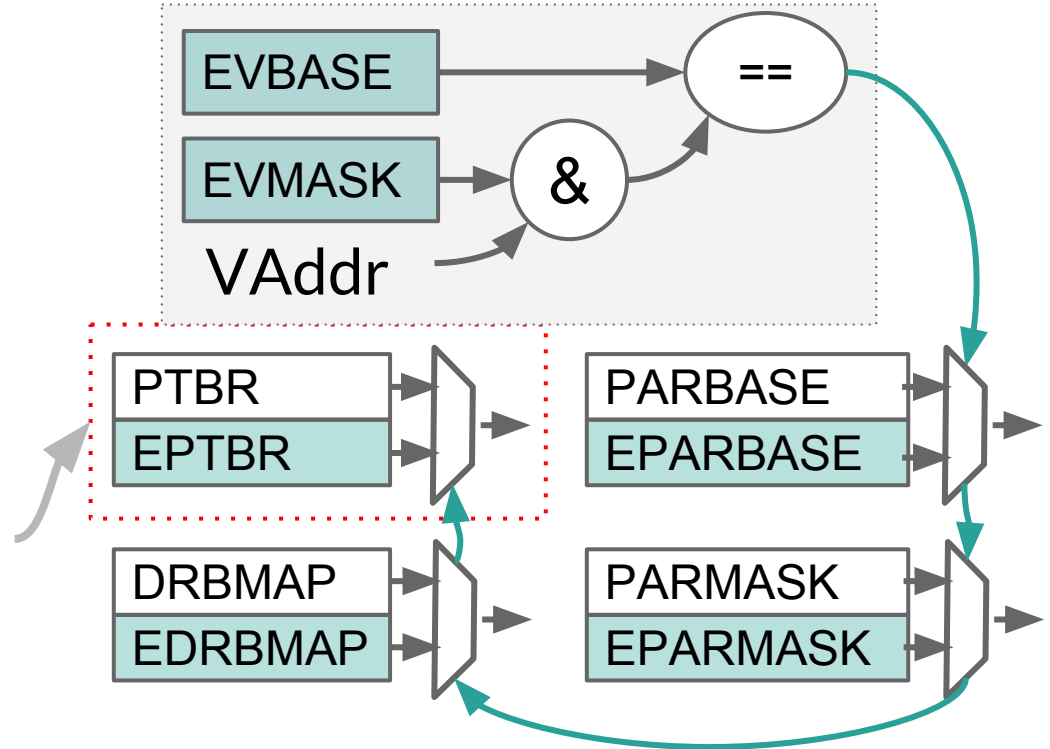 EVBASE
==
EVMASK
&
VAddr
PTBR
EPTBR
PARBASE
EPARBASE
DRBMAP
EDRBMAP
PARMASK
EPARMASK